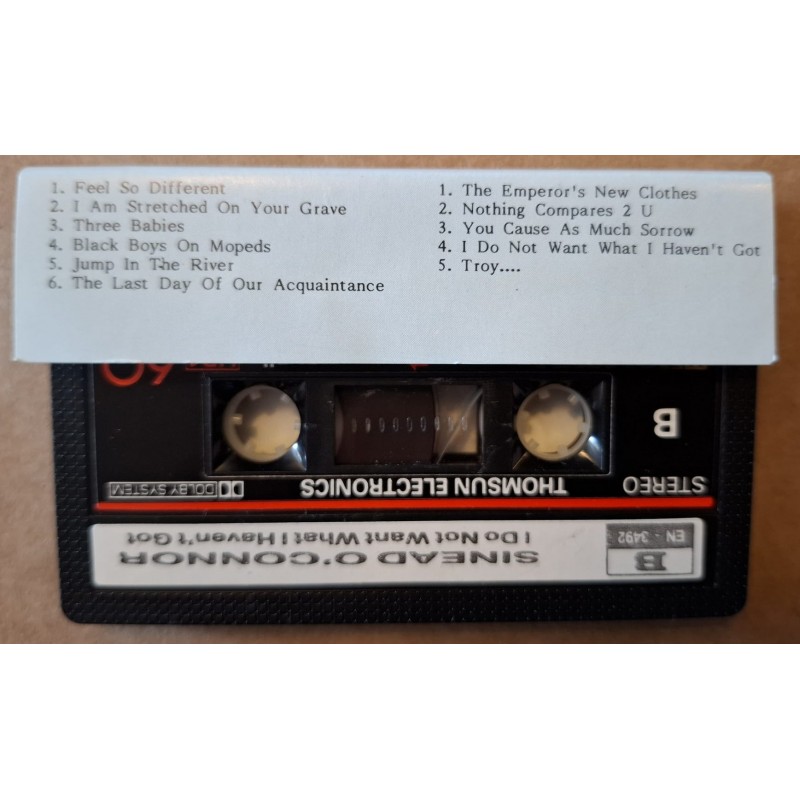 1. Feel So Different
2. I Am Stretched On Your Grave
3. Three Babies
4. Black Boys On Mopeds
5. Jump In The River
6. The Last Day Of Our Acquaintance
1. The Emperor's New Clothes
2. Nothing Compares 2 U
3. You Cause As Much Sorrow
4. I Do Not Want What I Haven't Got
5. Troy....
60
B
STEREO
THOMSUN ELECTRONICS
DOLBY SYSTEM
B
EN - 3492
SINEAD O'CONNOR
I Do Not Want What I Haven't Got